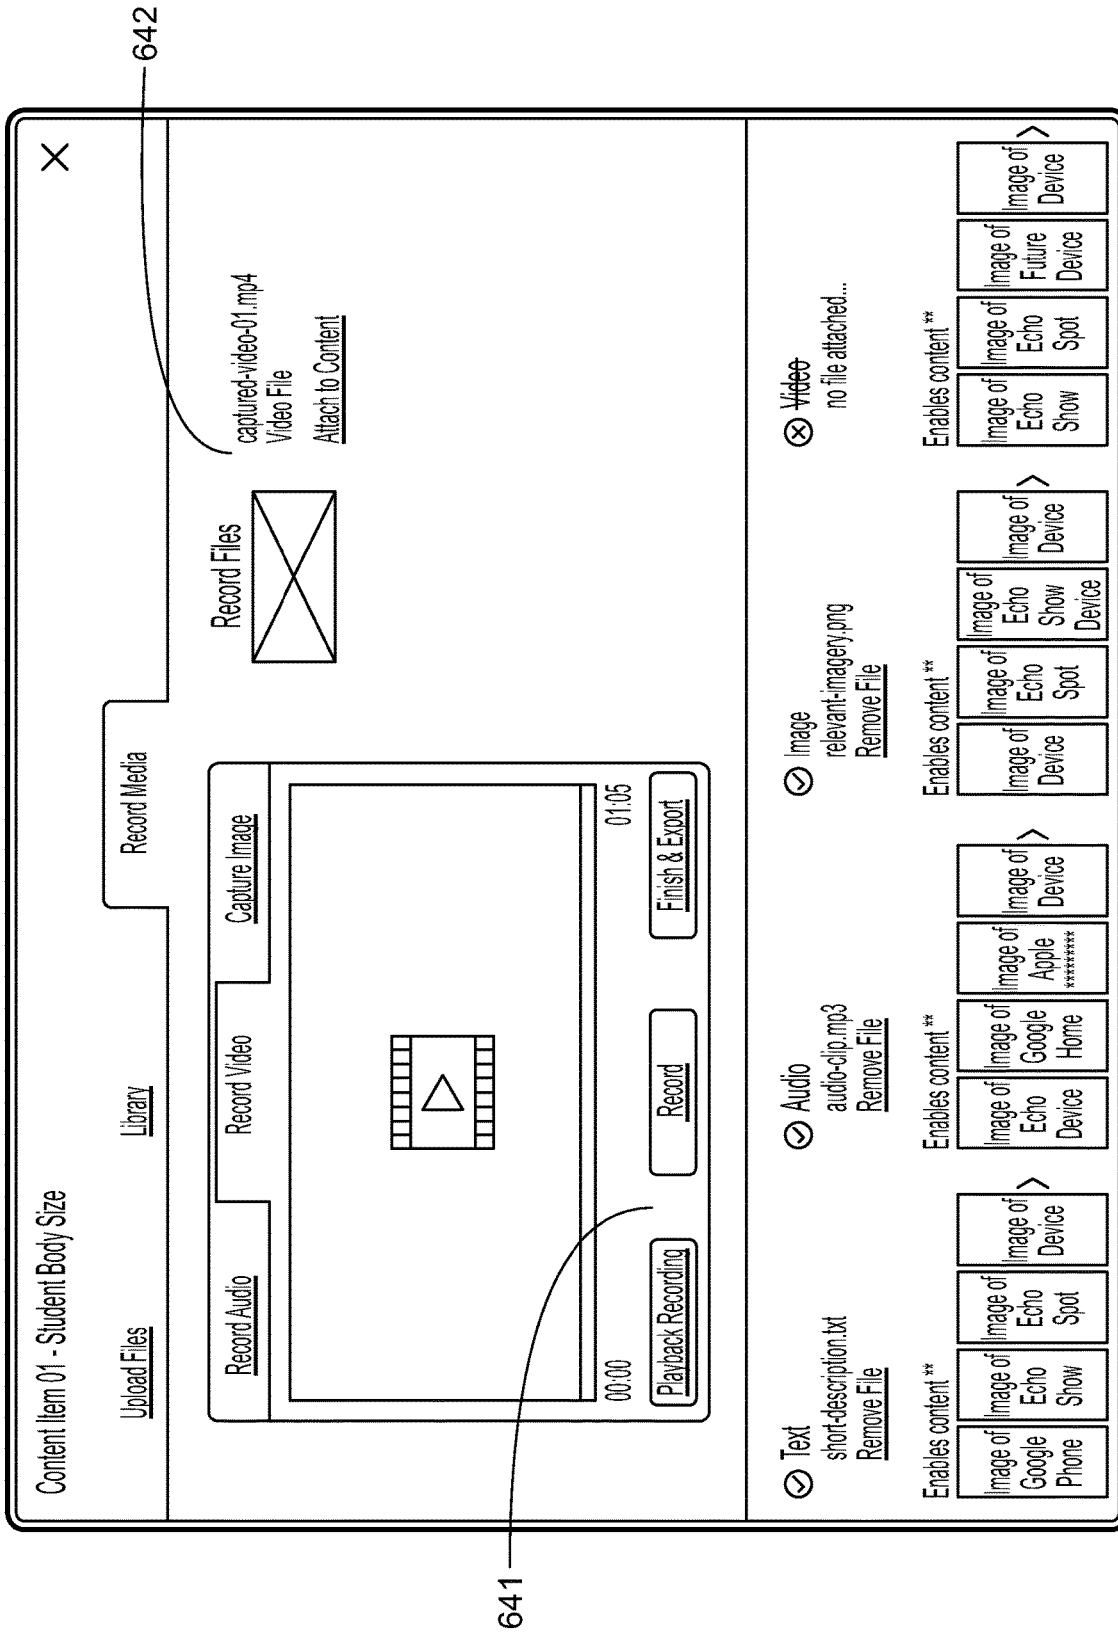 642
Content Item 01 - Student Body Size
Upload Files
Library
Record Media
Record Audio
Record Video
Capture Image
00:00
01:05
Playback Recording
Record
Finish & Export
641
Record Files
captured-video-01.mp4
Video File
Attach to Content
Text
short-description.txt
Remove File
Enables content **
Image of
Google
Phone
Image of
Echo
Show
Image of
Echo
Spot
Image of
Device
Audio
audio-clip.mp3
Remove File
Enables content **
Image of
Echo
Device
Image of
Google
Home
Image of
Apple
*********
Image of
Device
Image
relevant-imagery.png
Remove File
Enables content **
Image of
Device
Image of
Echo
Spot
Image of
Echo
Show
Device
Image of
Device
Video
no file attached...
Enables content **
Image of
Echo
Show
Image of
Echo
Spot
Image of
Future
Device
Image of
Device